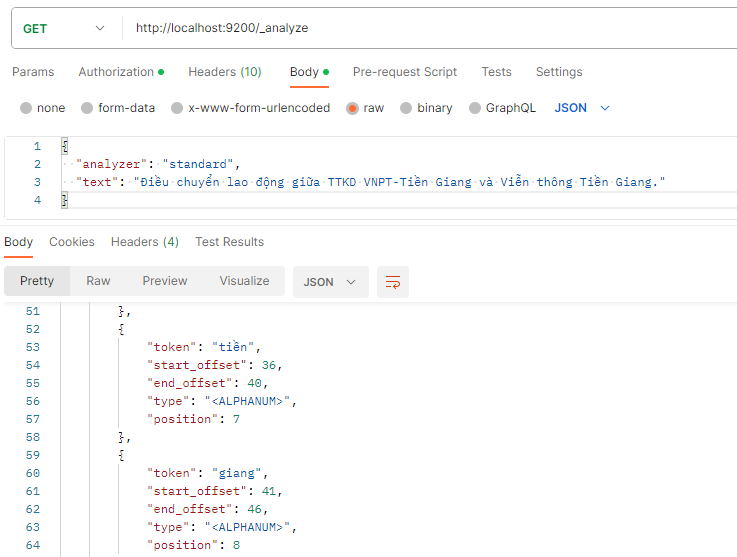 GET http://localhost:9200/_analyze
Params Authorization Headers (10) Body Pre-request Script Tests Settings
none form-data x-www-form-urlencoded raw binary GraphQL JSON
1 {
2 "analyzer": "standard",
3 "text": "Điều chuyển lao động giữa TTKD VNPT-Tiền Giang và Viễn thông Tiền Giang."
4 }
Body Cookies Headers (4) Test Results
Pretty Raw Preview Visualize JSON
51 },
52 {
53 "token": "tiền",
54 "start_offset": 36,
55 "end_offset": 40,
56 "type": "<ALPHANUM>",
57 "position": 7
58 },
59 {
60 "token": "giang",
61 "start_offset": 41,
62 "end_offset": 46,
63 "type": "<ALPHANUM>",
64 "position": 8